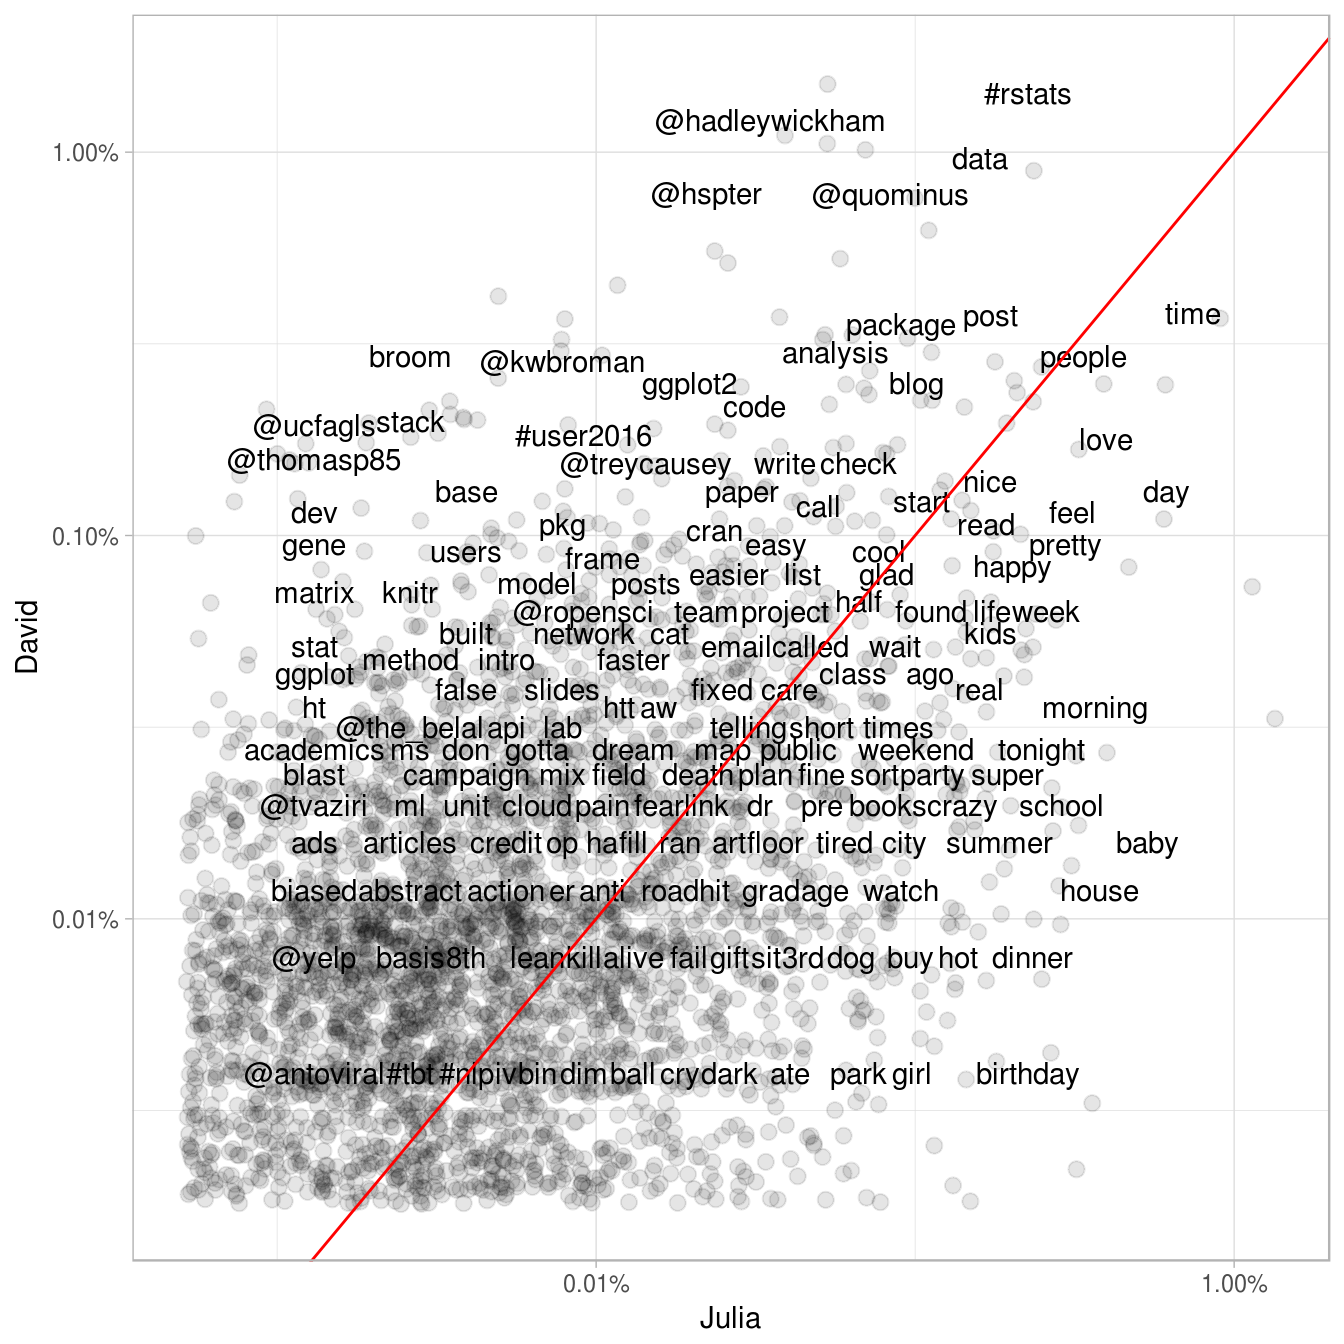 #rstats
@hadleywickham
1.00%
data
@hspter @quominus
package post time
broom @kwbroman analysis people
ggplot2 blog
code
@ucfagls stack
#user2016 love
@thomasp85 @treycausey write check
base paper nice day
dev call start feel
pkg cran read
0.10%
gene users frame easy cool pretty
model posts easier list glad happy
matrix knitr half
@ropensci team project found life week
built network cat kids
stat method intro faster email called wait
ggplot false slides fixed care class ago real
David
ht htt aw morning
@the belal api lab telling short times
academics ms don gotta dream map public weekend tonight
blast campaign mix field death plan fine sort party super
@tvaziri ml unit cloud pain fear link dr pre books crazy school
ads articles credit op ha fill ran art floor tired city summer baby
biased abstract action er anti road hit grad age watch house
0.01%
@yelp basis 8th lean kill alive fail gift sit 3rd dog buy hot dinner
@antoviral #tbt #nlp ivbin dim ball cry dark ate park girl birthday
0.01% 1.00%
Julia